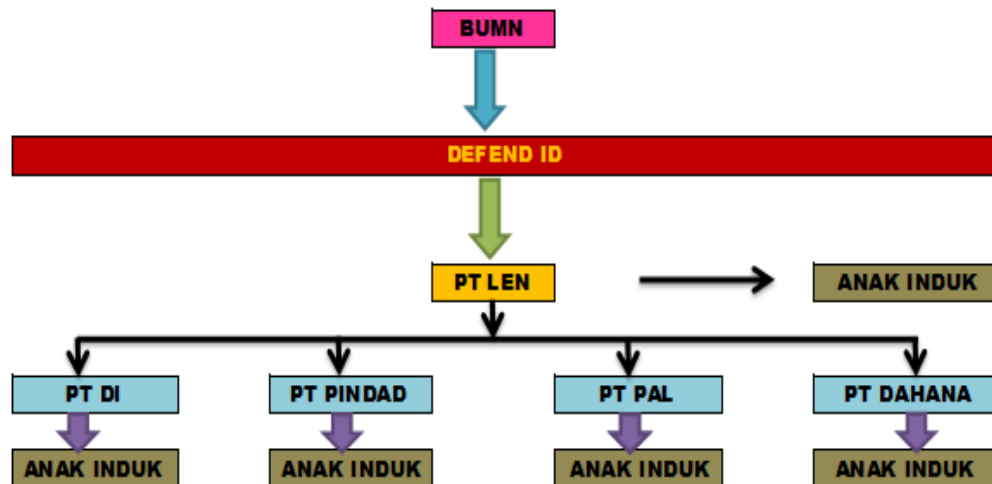 BUMN
DEFEND ID
PT LEN
ANAK INDUK
PT DI
PT PINDAD
PT PAL
PT DAHANA
ANAK INDUK
ANAK INDUK
ANAK INDUK
ANAK INDUK